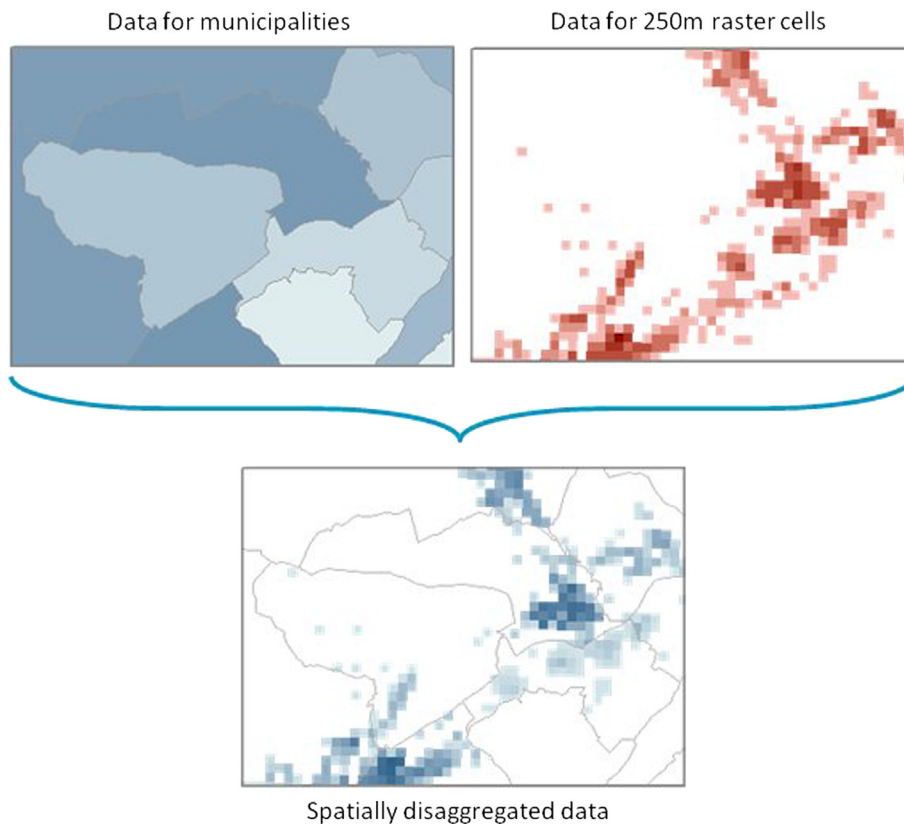 Data for municipalities
Data for 250m raster cells
Spatially disaggregated data